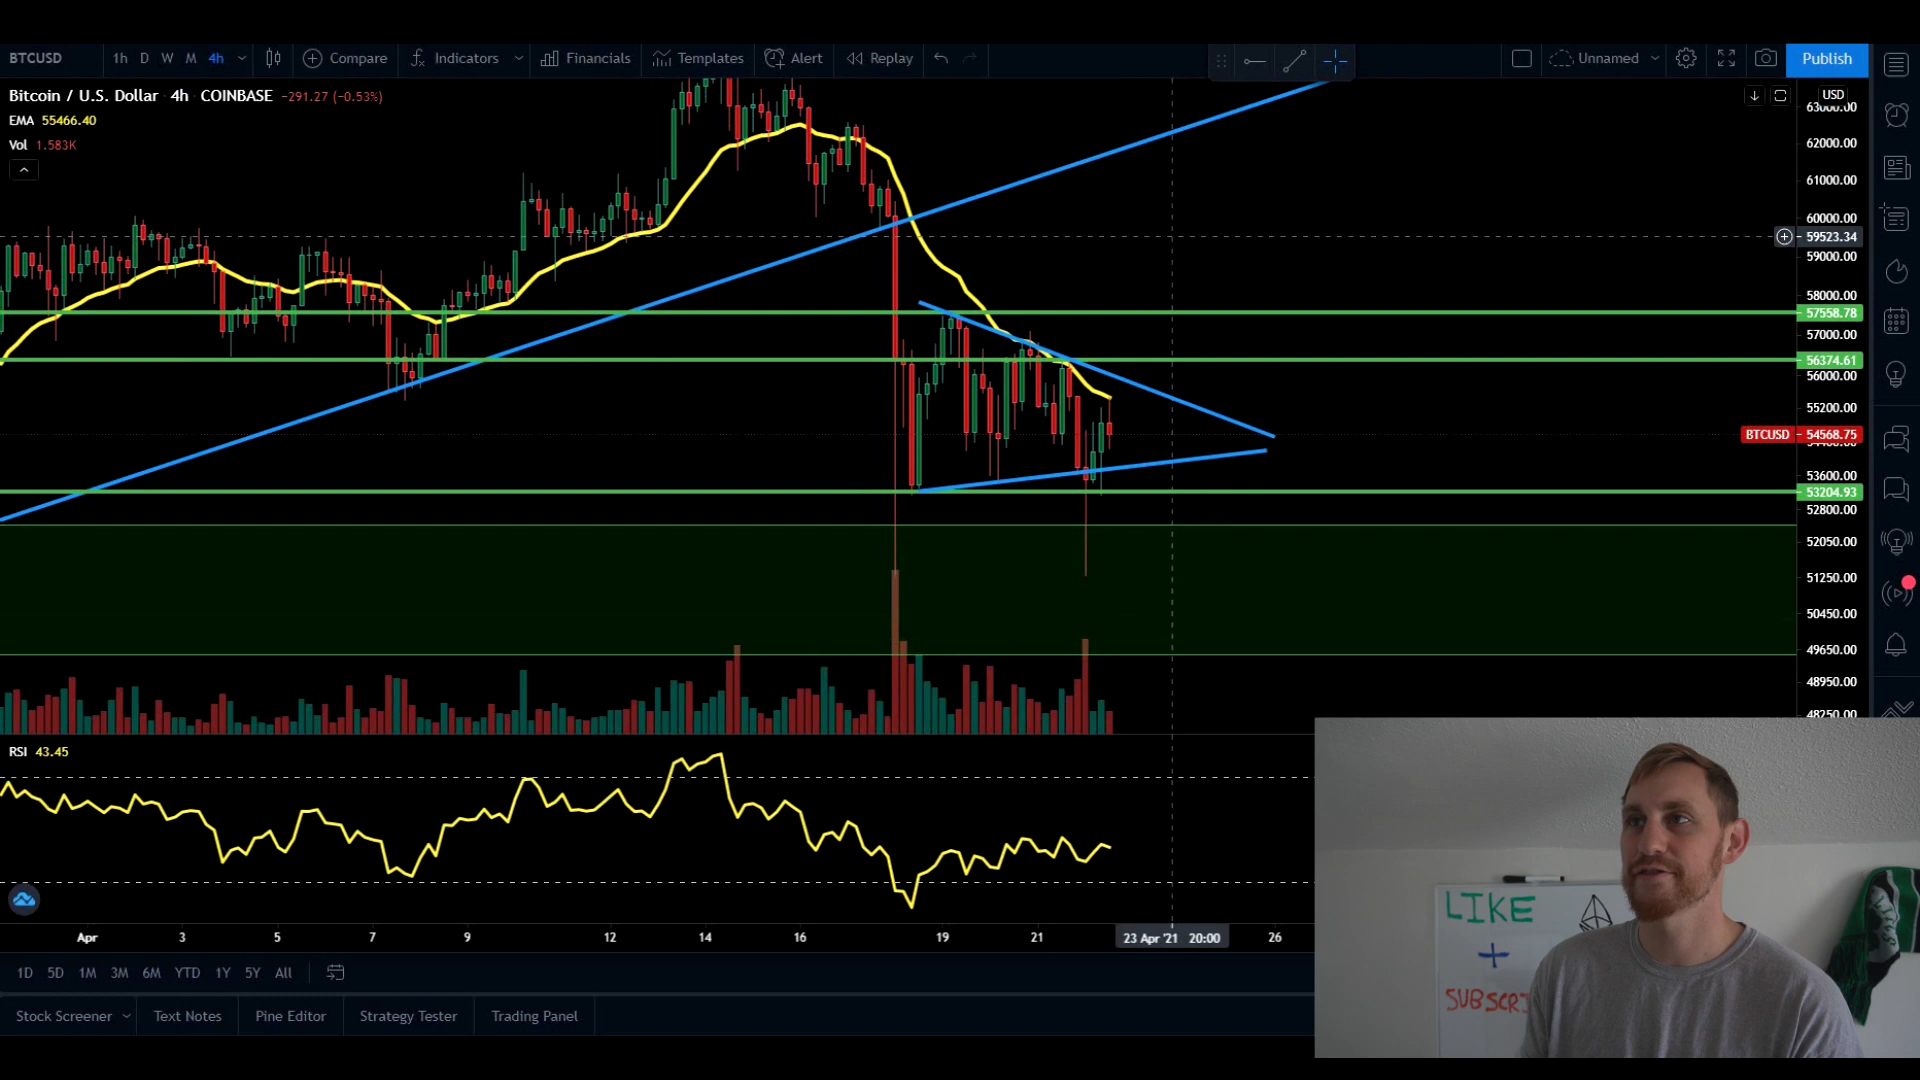 BTCUSD 1h D W M 4h Compare Indicators Financials Templates Alert Replay Unnamed Publish
Bitcoin / U.S. Dollar 4h COINBASE −291.27 (−0.53%)
EMA 55466.40
Vol 1.583K
USD
63000.00
62000.00
61000.00
60000.00
59523.34
59000.00
58000.00
57558.78
57000.00
56374.61
56000.00
55200.00
BTCUSD 54568.75
53600.00
53204.93
52800.00
52050.00
51250.00
50450.00
49650.00
48950.00
48250.00
RSI 43.45
Apr 3 5 7 9 12 14 16 19 21 23 Apr '21 20:00 26
1D 5D 1M 3M 6M YTD 1Y 5Y All
Stock Screener Text Notes Pine Editor Strategy Tester Trading Panel
LIKE
+